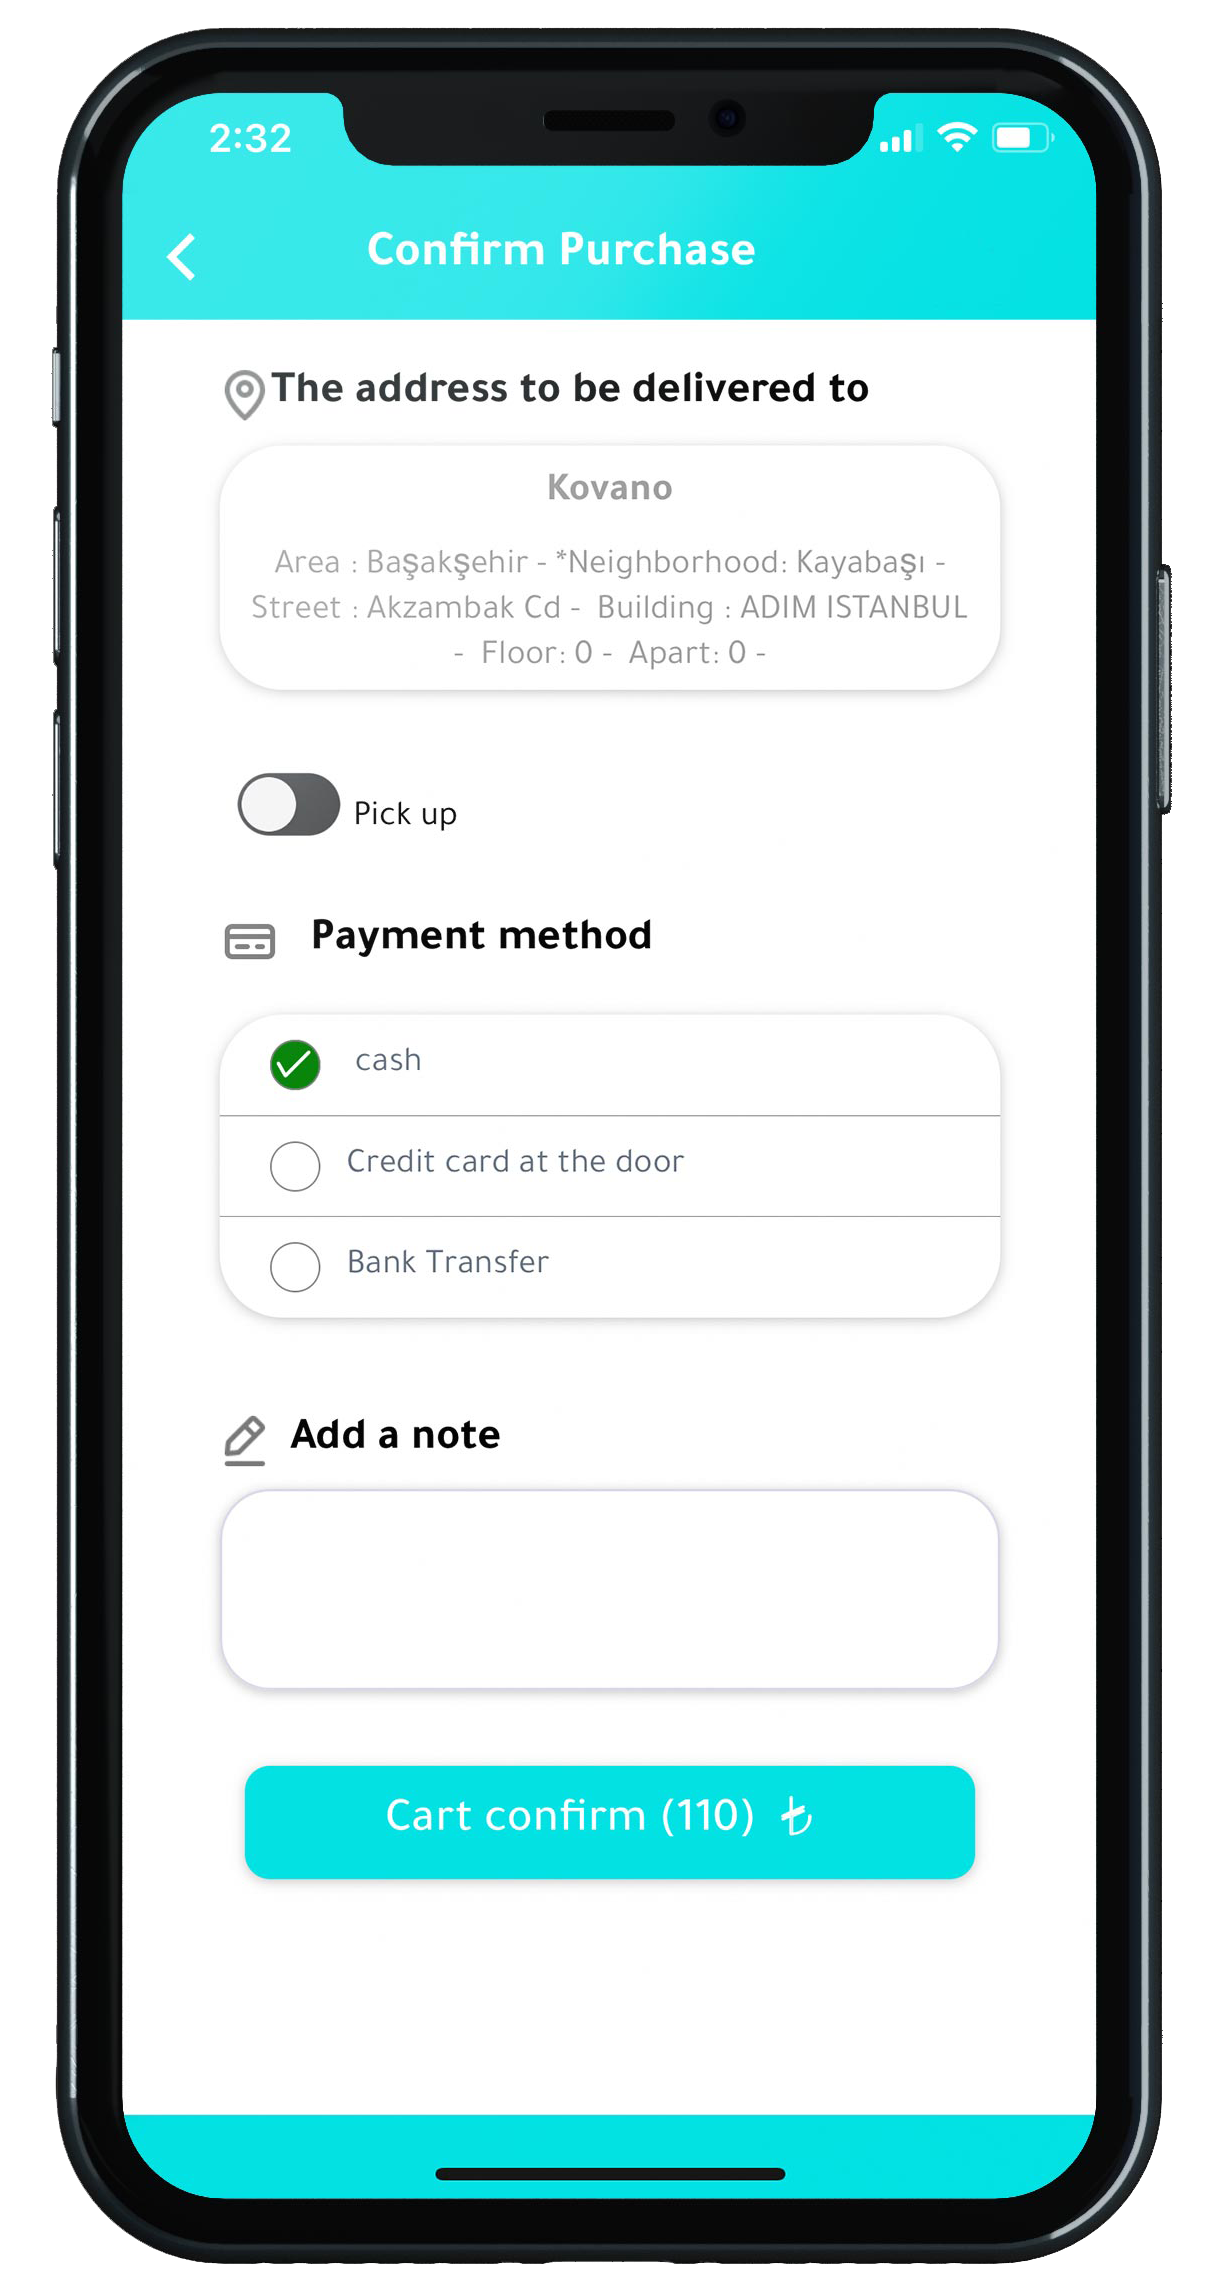 2:32
Confirm Purchase
The address to be delivered to
Kovano
Area : Başakşehir - *Neighborhood: Kayabaşı -
Street : Akzambak Cd -  Building : ADIM ISTANBUL
-  Floor: 0 -  Apart: 0 -
Pick up
Payment method
cash
Credit card at the door
Bank Transfer
Add a note
Cart confirm (110) ₺